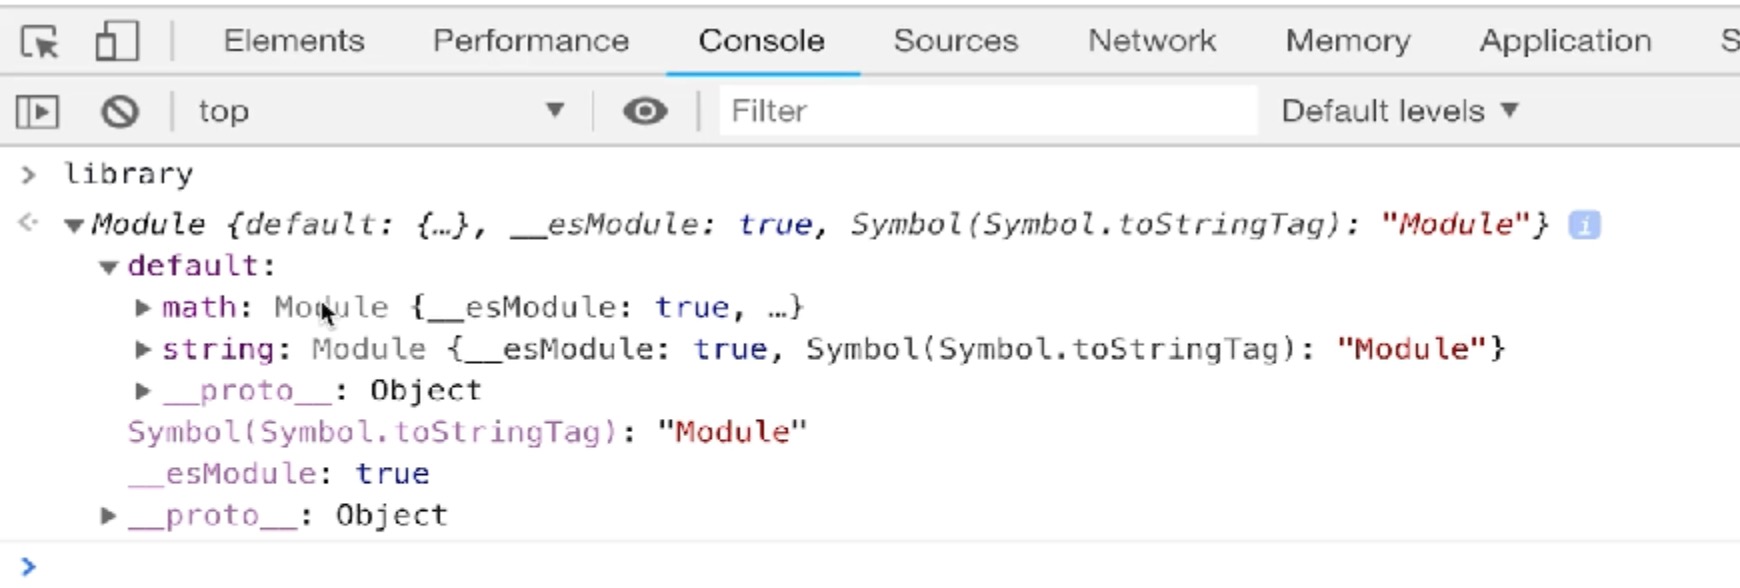 Elements Performance Console Sources Network Memory Application S
top Filter Default levels
> library
Module {default: {…}, __esModule: true, Symbol(Symbol.toStringTag): "Module"} i
default:
math: Module {__esModule: true, …}
string: Module {__esModule: true, Symbol(Symbol.toStringTag): "Module"}
__proto__: Object
Symbol(Symbol.toStringTag): "Module"
__esModule: true
__proto__: Object
>